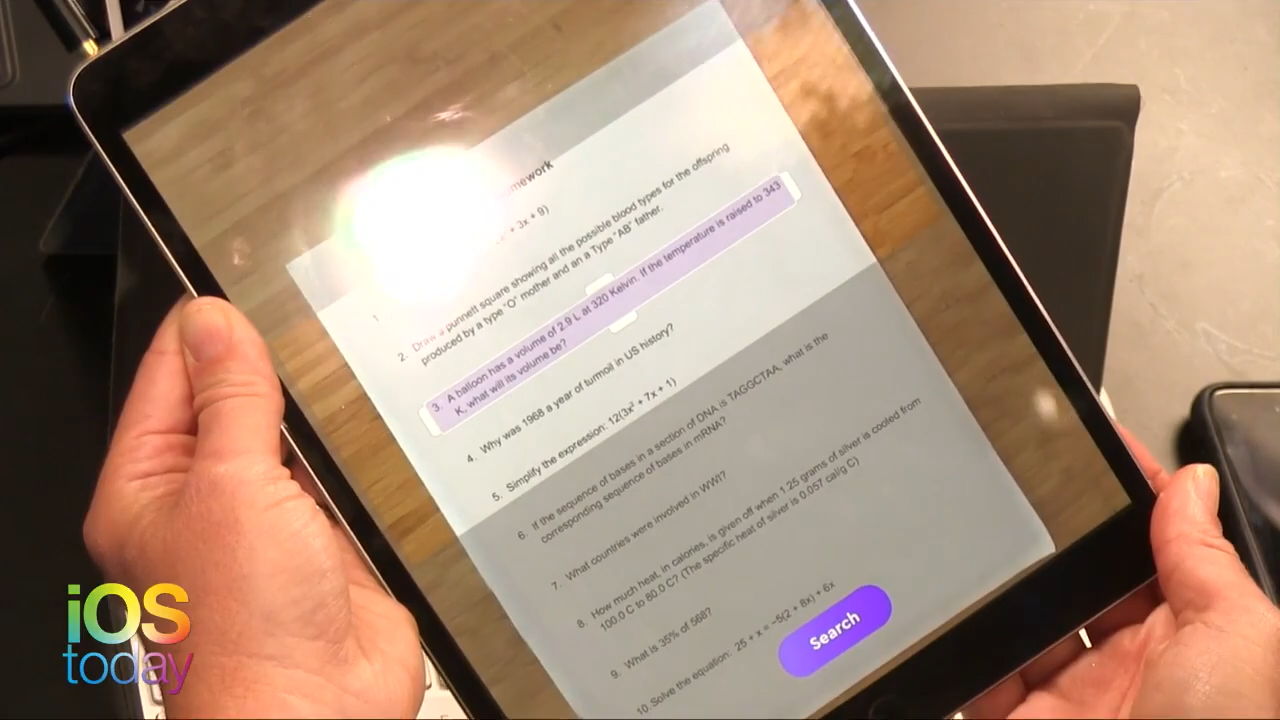 mework
+ 3x + 9)
1.
2. Draw a punnett square showing all the possible blood types for the offspring
produced by a type "O" mother and an a Type "AB" father.
3. A balloon has a volume of 2.9 L at 320 Kelvin. If the temperature is raised to 343
K, what will its volume be?
4. Why was 1968 a year of turmoil in US history?
5. Simplify the expression: 12(3x² + 7x + 1)
6. If the sequence of bases in a section of DNA is TAGGCTAA, what is the
corresponding sequence of bases in mRNA?
7. What countries were involved in WWI?
8. How much heat, in calories, is given off when 1.25 grams of silver is cooled from
100.0 C to 80.0 C? (The specific heat of silver is 0.057 cal/g C)
9. What is 35% of 568?
10. Solve the equation: 25 + x = -5(2 + 8x) + 6x
Search
iOS
today